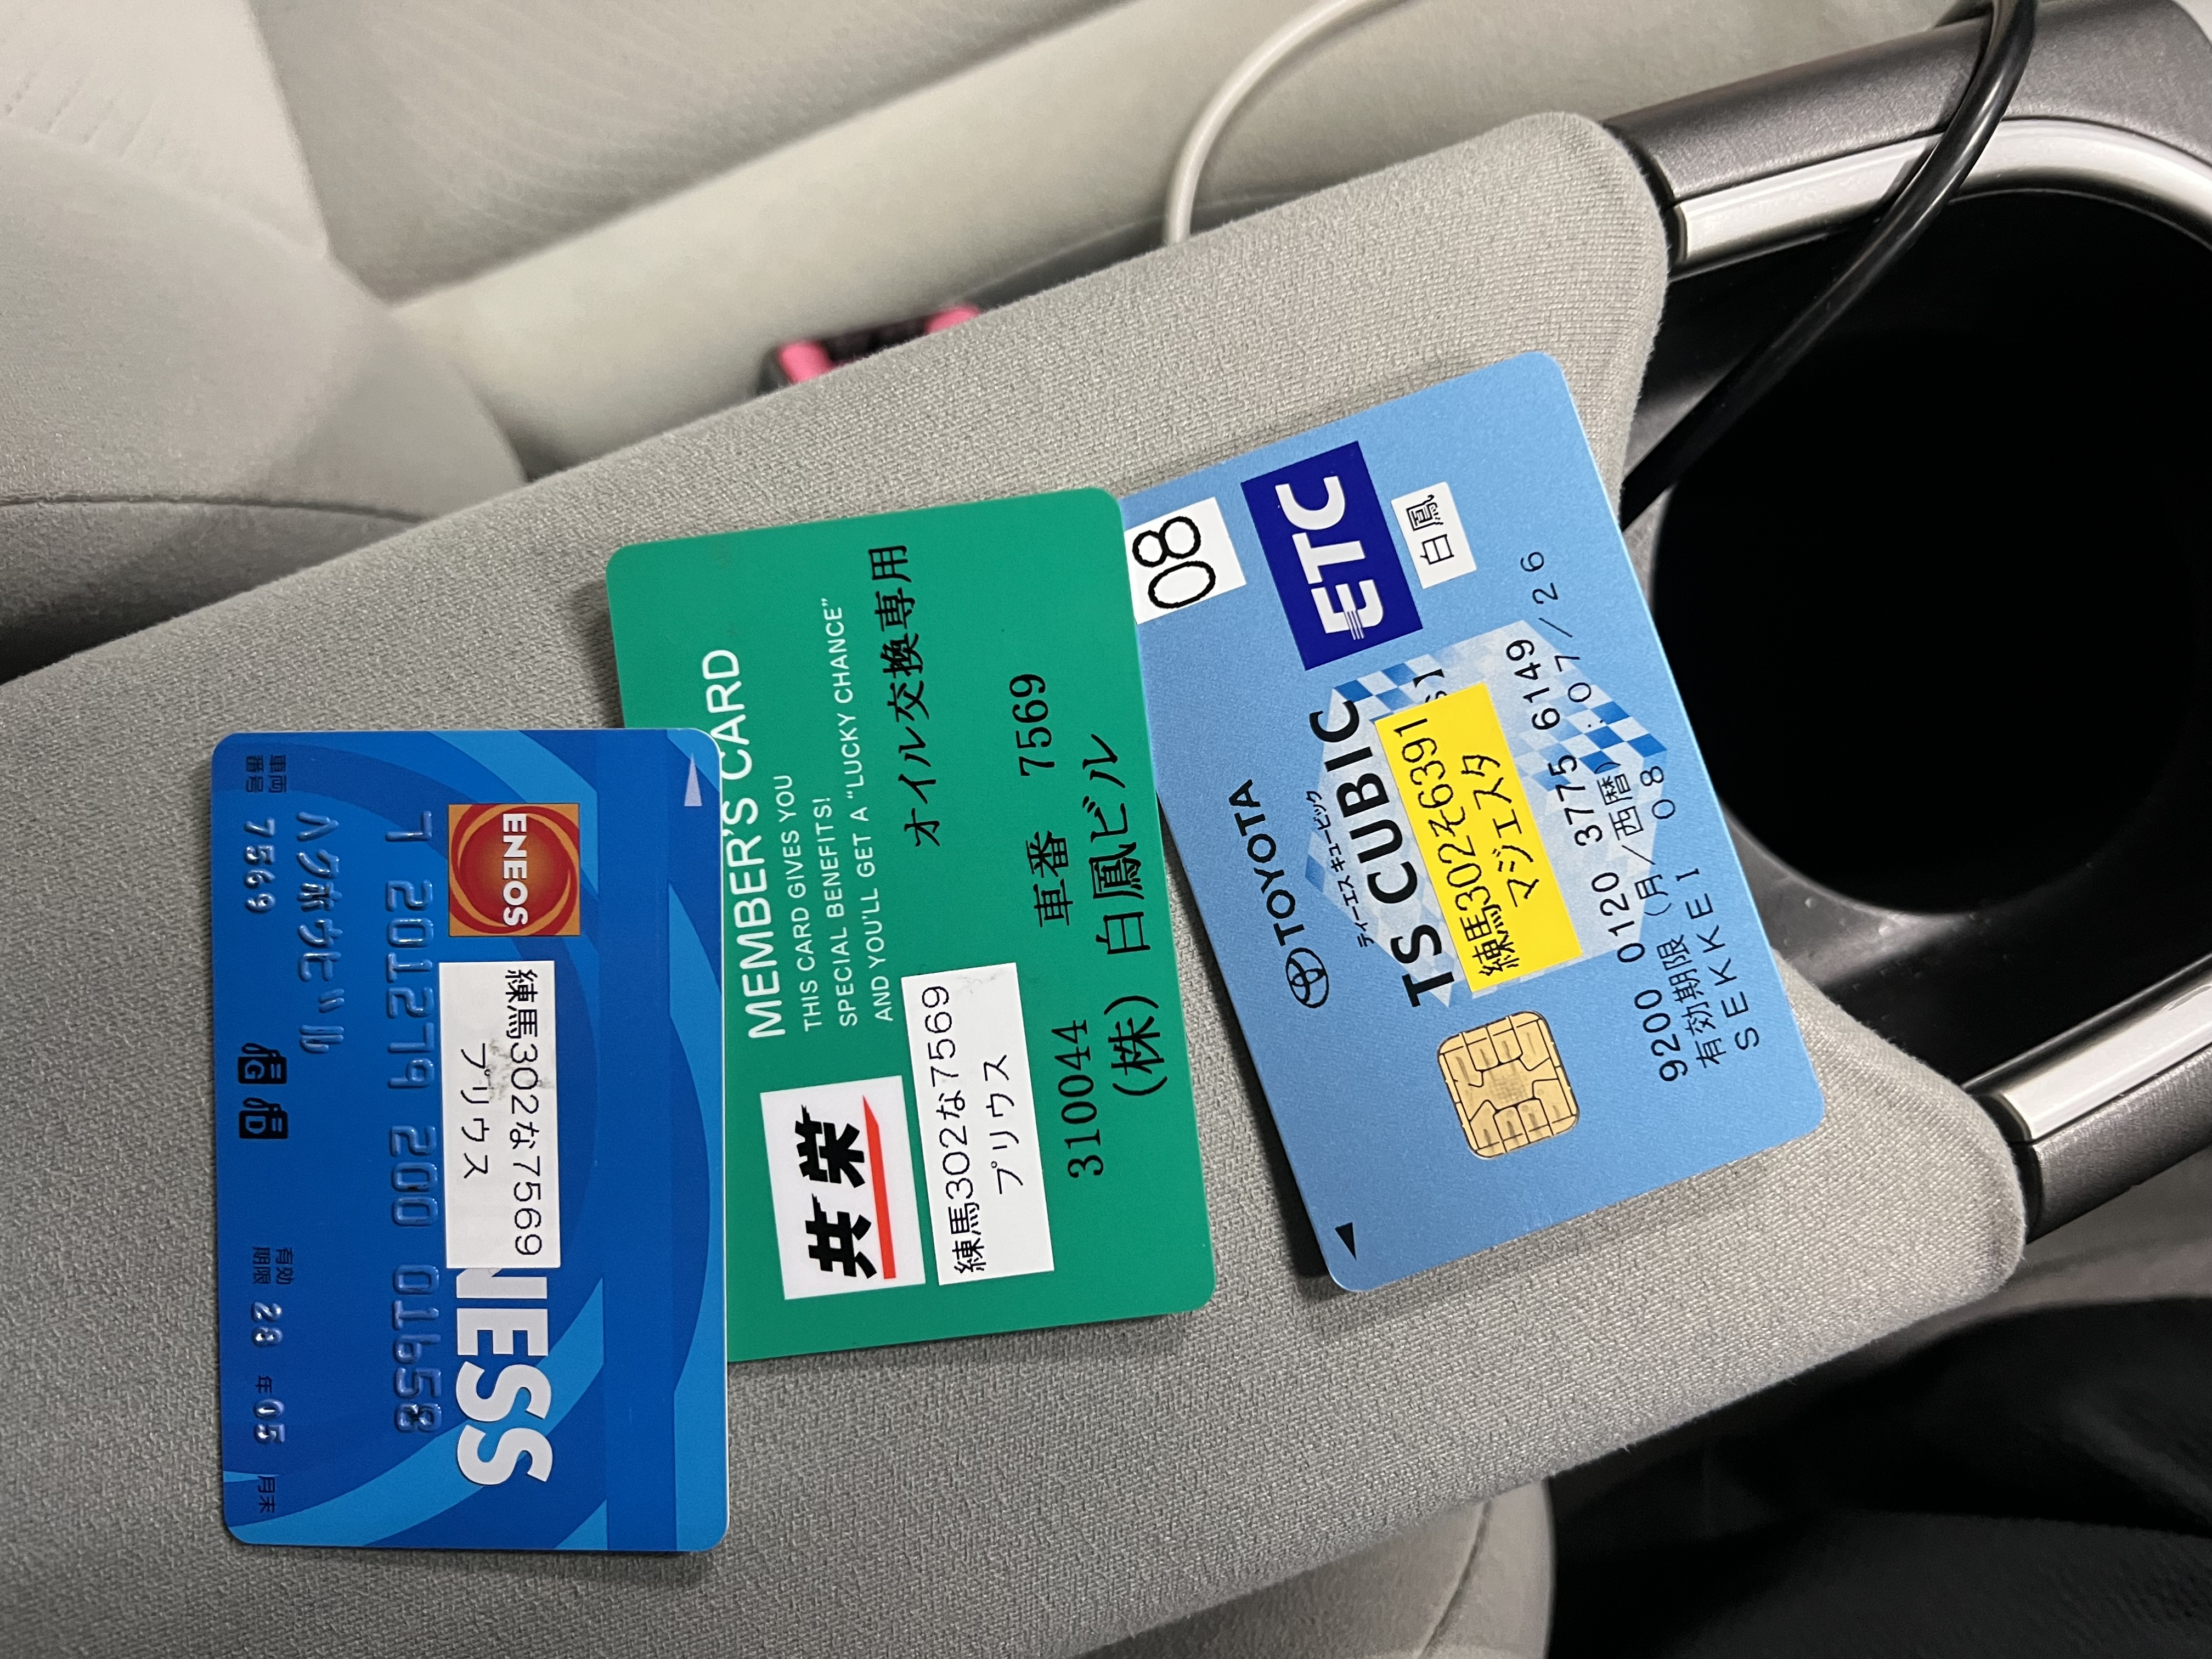 ENEOS
NESS
練馬302な7569
プリウス
7 201279 200 01658
ハクホウビル
車両
番号
7569
有効
期限
28 年 05 月末
MEMBER'S CARD
THIS CARD GIVES YOU
SPECIAL BENEFITS!
AND YOU'LL GET A "LUCKY CHANCE"
オイル交換専用
共栄
練馬302な7569
プリウス
310044 車番 7569
(株) 白鳳ビル
08
TOYOTA
ティーエス キュービック
TS CUBIC
ETC
白鳳
練馬302そ6391
マジェスタ
9200 0120 3775 6149
有効期限(月/西暦):07/26
SEKKEI 08